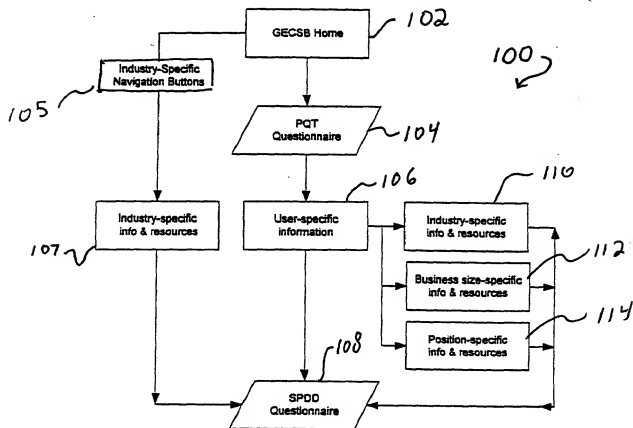 GECSB Home
102
Industry-Specific
Navigation Buttons
105
100
PQT
Questionnaire
104
106
110
Industry-specific
info & resources
107
User-specific
information
Industry-specific
info & resources
112
Business size-specific
info & resources
114
Position-specific
info & resources
108
SPDD
Questionnaire